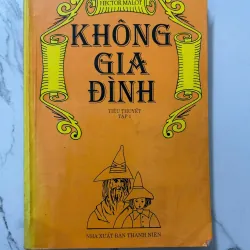 HECTOR MALOT
KHÔNG
GIA
ĐÌNH
TIỂU THUYẾT
TẬP 1
NHÀ XUẤT BẢN THANH NIÊN